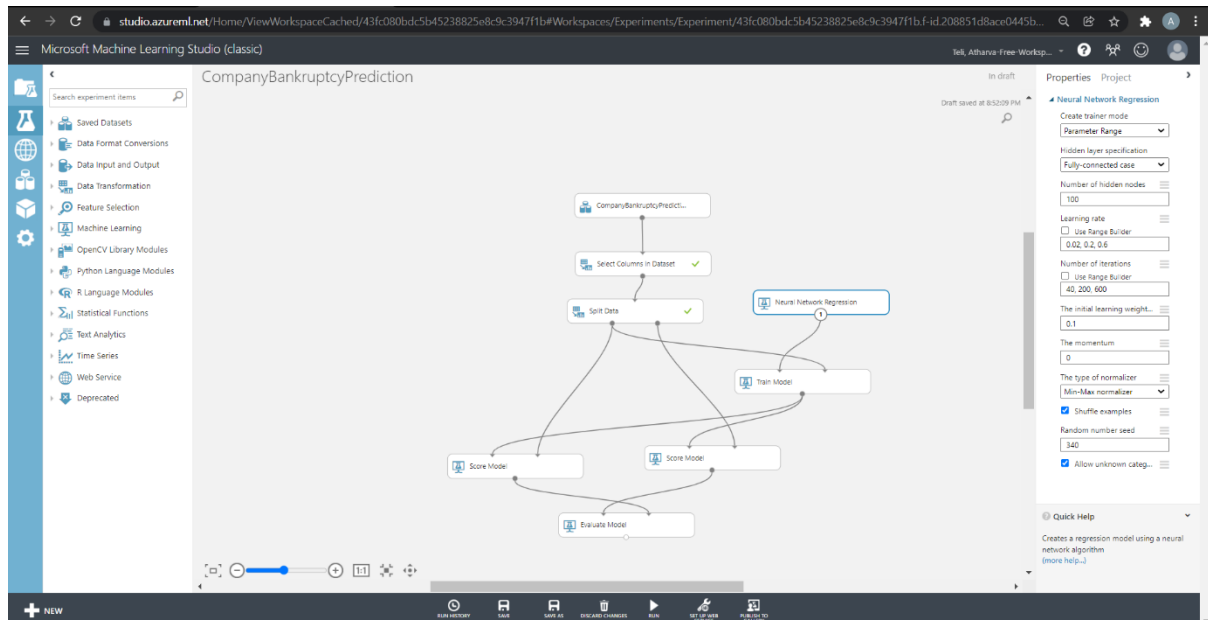 studio.azureml.net/Home/ViewWorkspaceCached/43fc080bdc5b45238825e8c9c3947f1b#Workspaces/Experiments/Experiment/43fc080bdc5b45238825e8c9c3947f1b.f-id.208851d8ace0445b...
A
Microsoft Machine Learning Studio (classic)
Teli, Atharva-Free-Worksp...
?
Search experiment items
Saved Datasets
Data Format Conversions
Data Input and Output
Data Transformation
Feature Selection
Machine Learning
OpenCV Library Modules
Python Language Modules
R Language Modules
Statistical Functions
Text Analytics
Time Series
Web Service
Deprecated
CompanyBankruptcyPrediction
In draft
Draft saved at 8:52:09 PM
CompanyBankruptcyPredicti...
Select Columns in Dataset
Split Data
Neural Network Regression
1
Train Model
Score Model
Score Model
Evaluate Model
1:1
Properties Project
Neural Network Regression
Create trainer mode
Parameter Range
Hidden layer specification
Fully-connected case
Number of hidden nodes
100
Learning rate
Use Range Builder
0.02, 0.2, 0.6
Number of iterations
Use Range Builder
40, 200, 600
The initial learning weight...
0.1
The momentum
0
The type of normalizer
Min-Max normalizer
Shuffle examples
Random number seed
340
Allow unknown categ...
Quick Help
Creates a regression model using a neural
network algorithm
(more help...)
NEW
RUN HISTORY
SAVE
SAVE AS
DISCARD CHANGES
RUN
SET UP WEB
PUBLISH TO